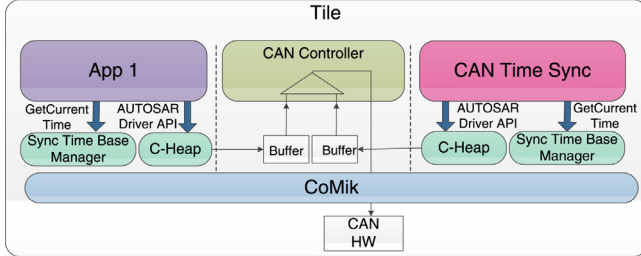 Tile
App 1
CAN Controller
CAN Time Sync
GetCurrent
Time
AUTOSAR
Driver API
AUTOSAR
Driver API
GetCurrent
Time
Sync Time Base
Manager
C-Heap
Buffer
Buffer
C-Heap
Sync Time Base
Manager
CoMik
CAN
HW